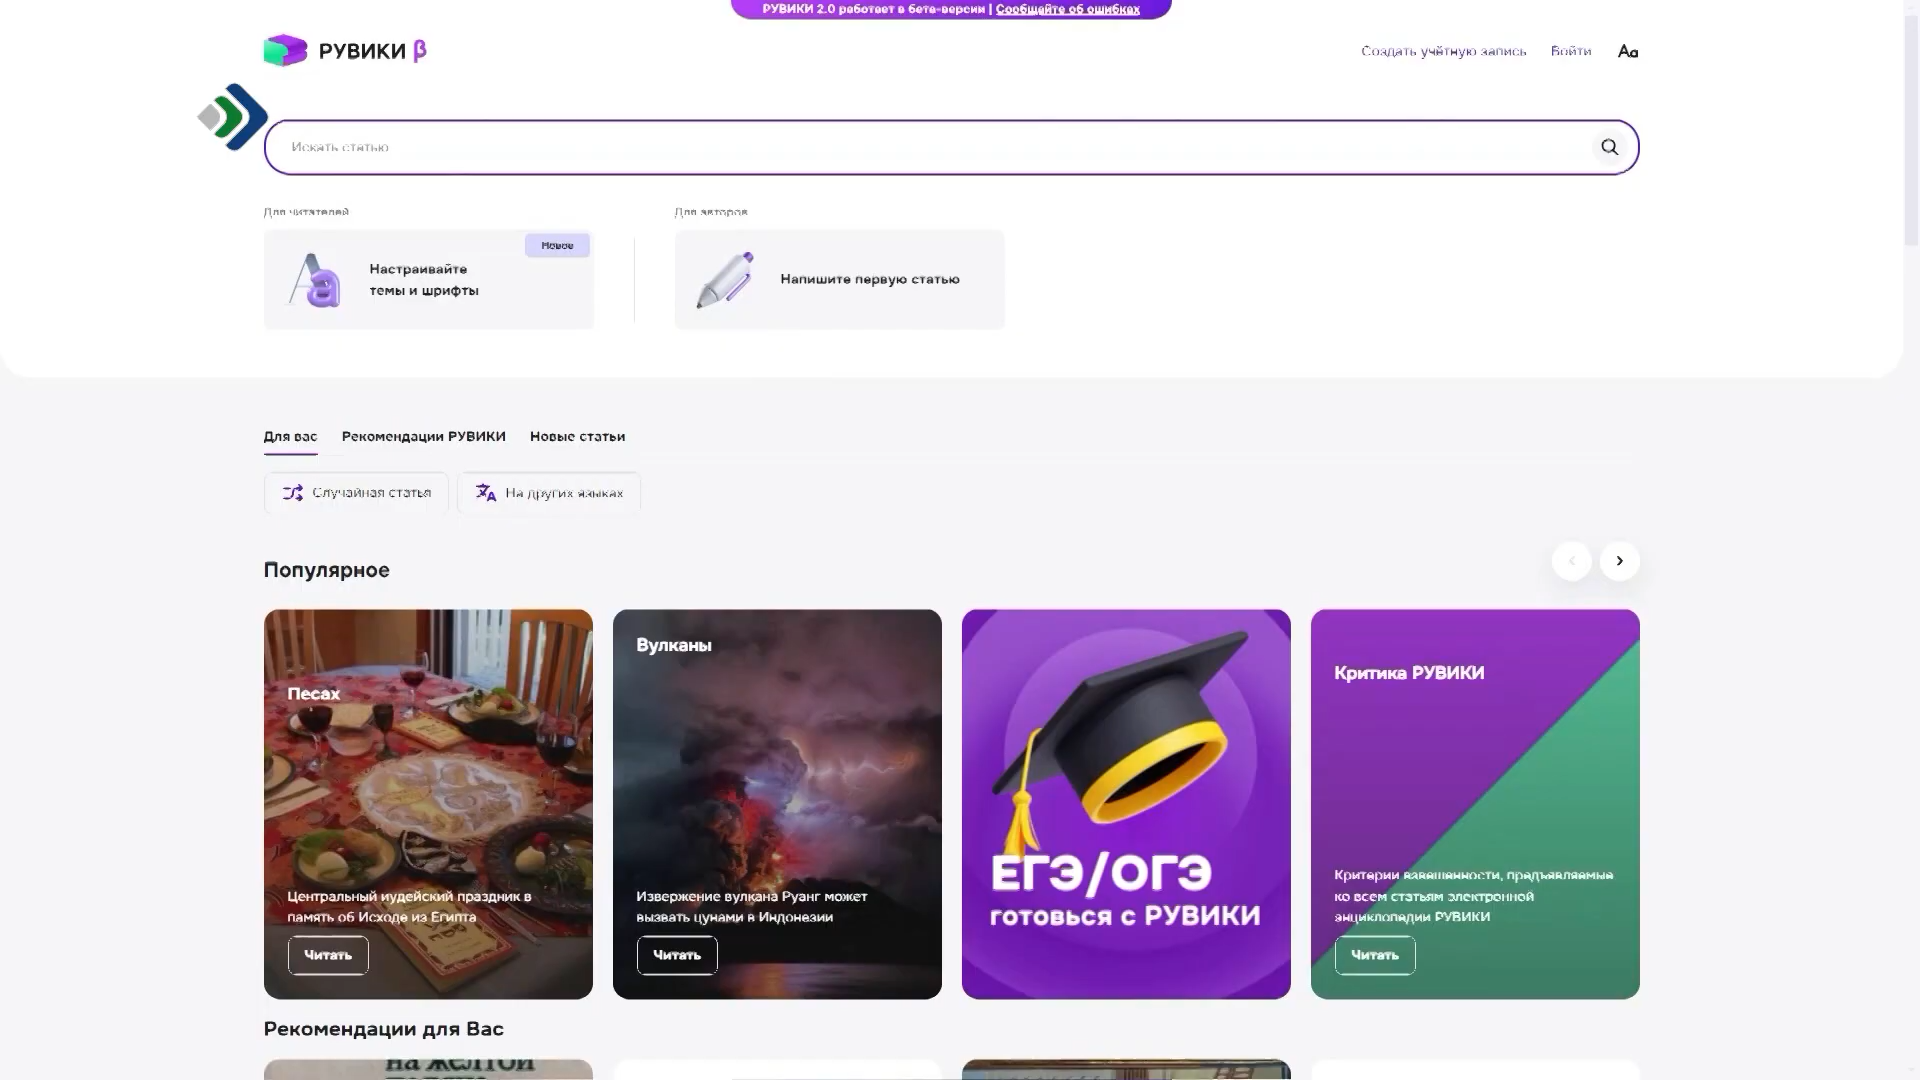 РУВИКИ 2.0 работает в бета-версии | Сообщайте об ошибках
РУВИКИ β
Создать учётную запись
Войти
Aa
Искать статью
Для читателей
Для авторов
Новое
Настраивайте
темы и шрифты
Напишите первую статью
Для вас
Рекомендации РУВИКИ
Новые статьи
Случайная статья
На других языках
Популярное
Песах
Центральный иудейский праздник в
память об Исходе из Египта
Читать
Вулканы
Извержение вулкана Руанг может
вызвать цунами в Индонезии
Читать
ЕГЭ/ОГЭ
готовься с РУВИКИ
Критика РУВИКИ
Критерии взвешенности, предъявляемые
ко всем статьям электронной
энциклопедии РУВИКИ
Читать
Рекомендации для Вас
на желтой